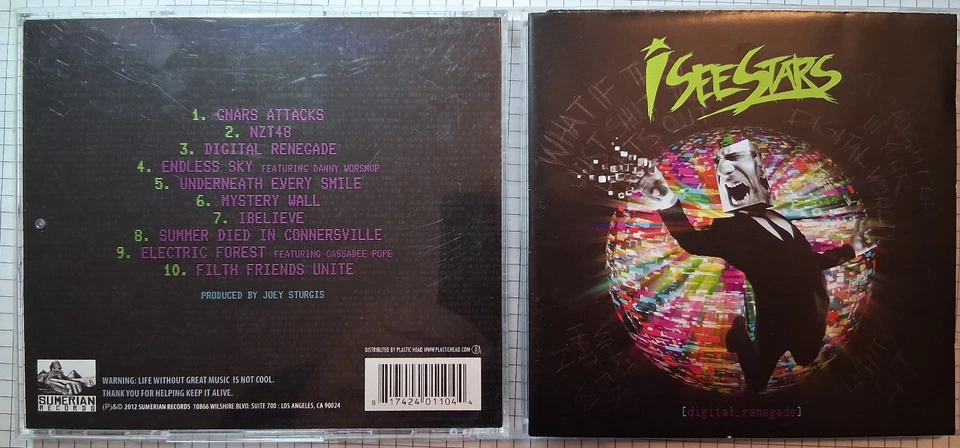 1. GNARS ATTACKS
2. NZT48
3. DIGITAL RENEGADE
4. ENDLESS SKY FEATURING DANNY WORSNOP
5. UNDERNEATH EVERY SMILE
6. MYSTERY WALL
7. IBELIEVE
8. SUMMER DIED IN CONNERSVILLE
9. ELECTRIC FOREST FEATURING CASSADEE POPE
10. FILTH FRIENDS UNITE
PRODUCED BY JOEY STURGIS
SUMERIAN
RECORDS
WARNING: LIFE WITHOUT GREAT MUSIC IS NOT COOL.
THANK YOU FOR HELPING KEEP IT ALIVE.
(P)&© 2012 SUMERIAN RECORDS 10866 WILSHIRE BLVD. SUITE 700 : LOS ANGELES, CA 90024
DISTRIBUTED BY PLASTIC HEAD WWW.PLASTICHEAD.COM
8 17424 01104 4
i SEE STARS
WHAT IF
DIGITAL
[digital_renegade]